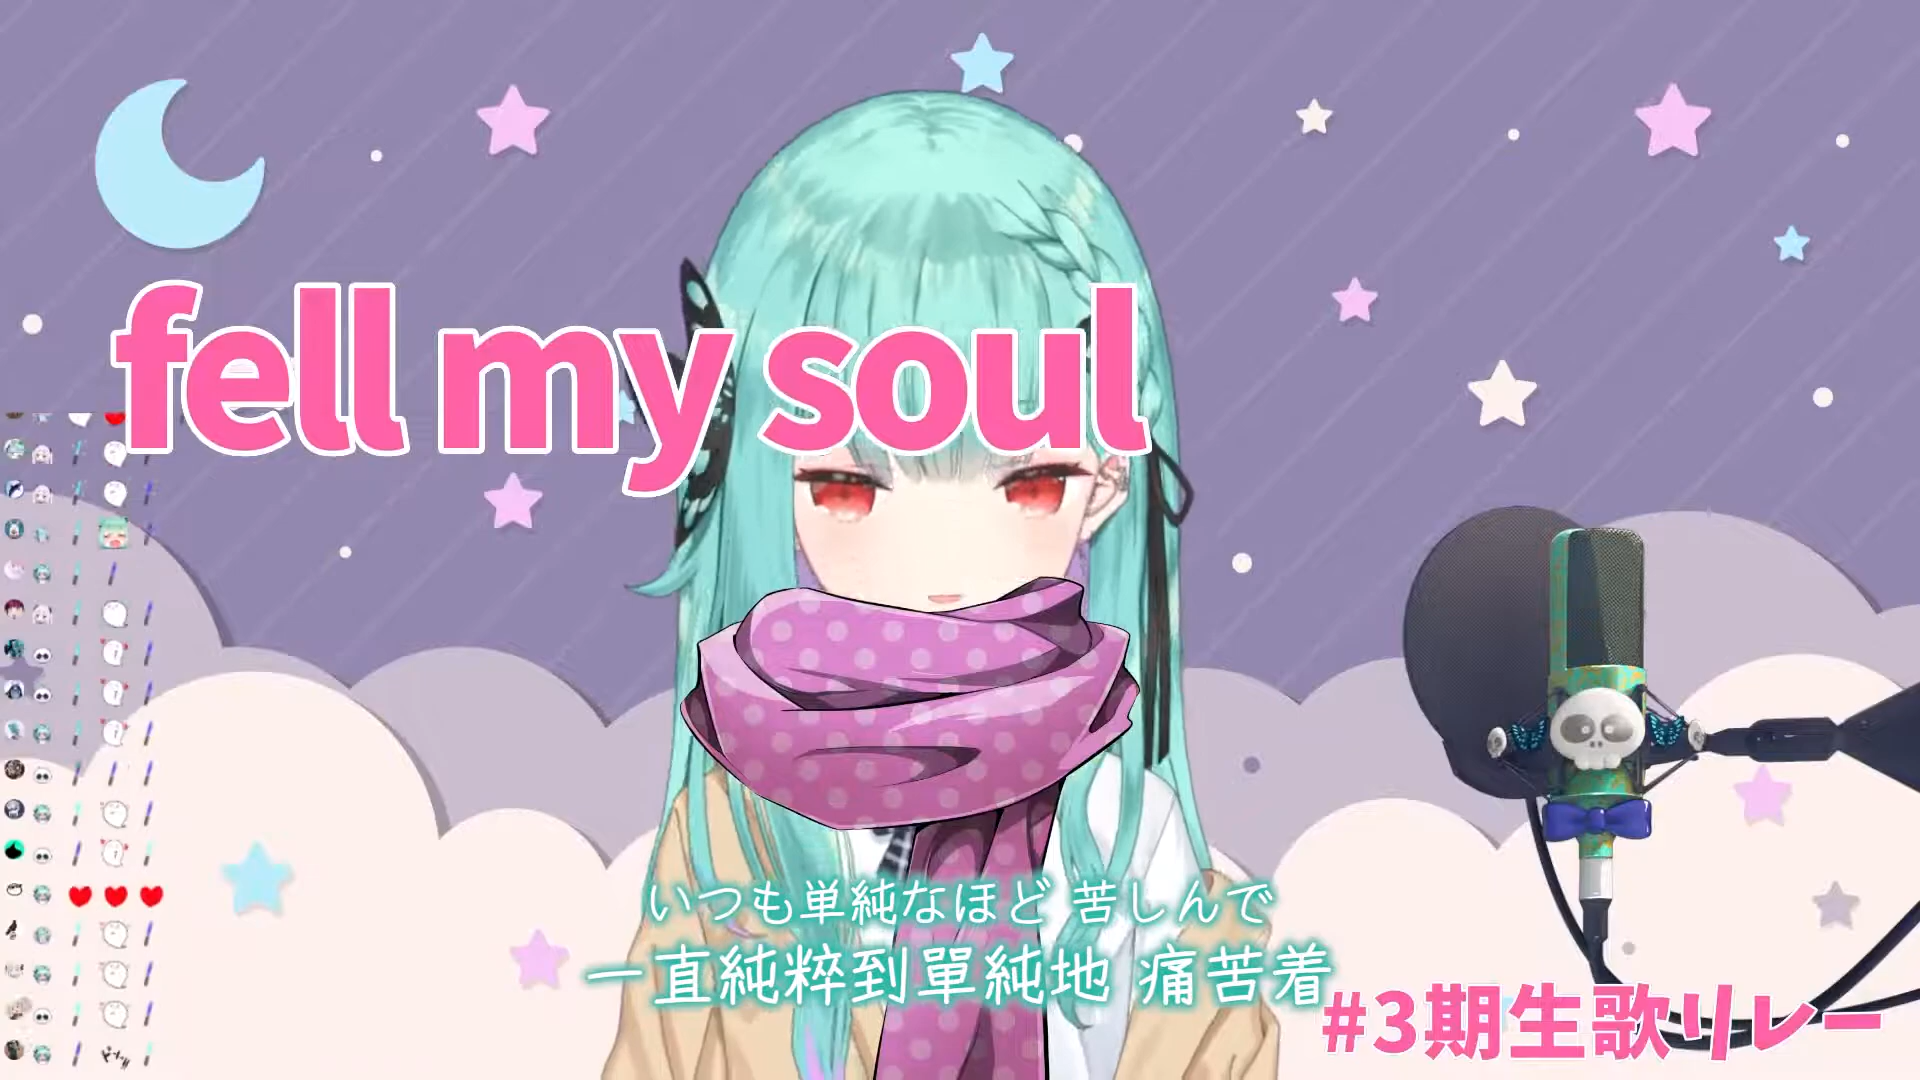 fell my soul
いつも単純なほど 苦しんで
一直純粹到單純地 痛苦着
#3期生歌リレー